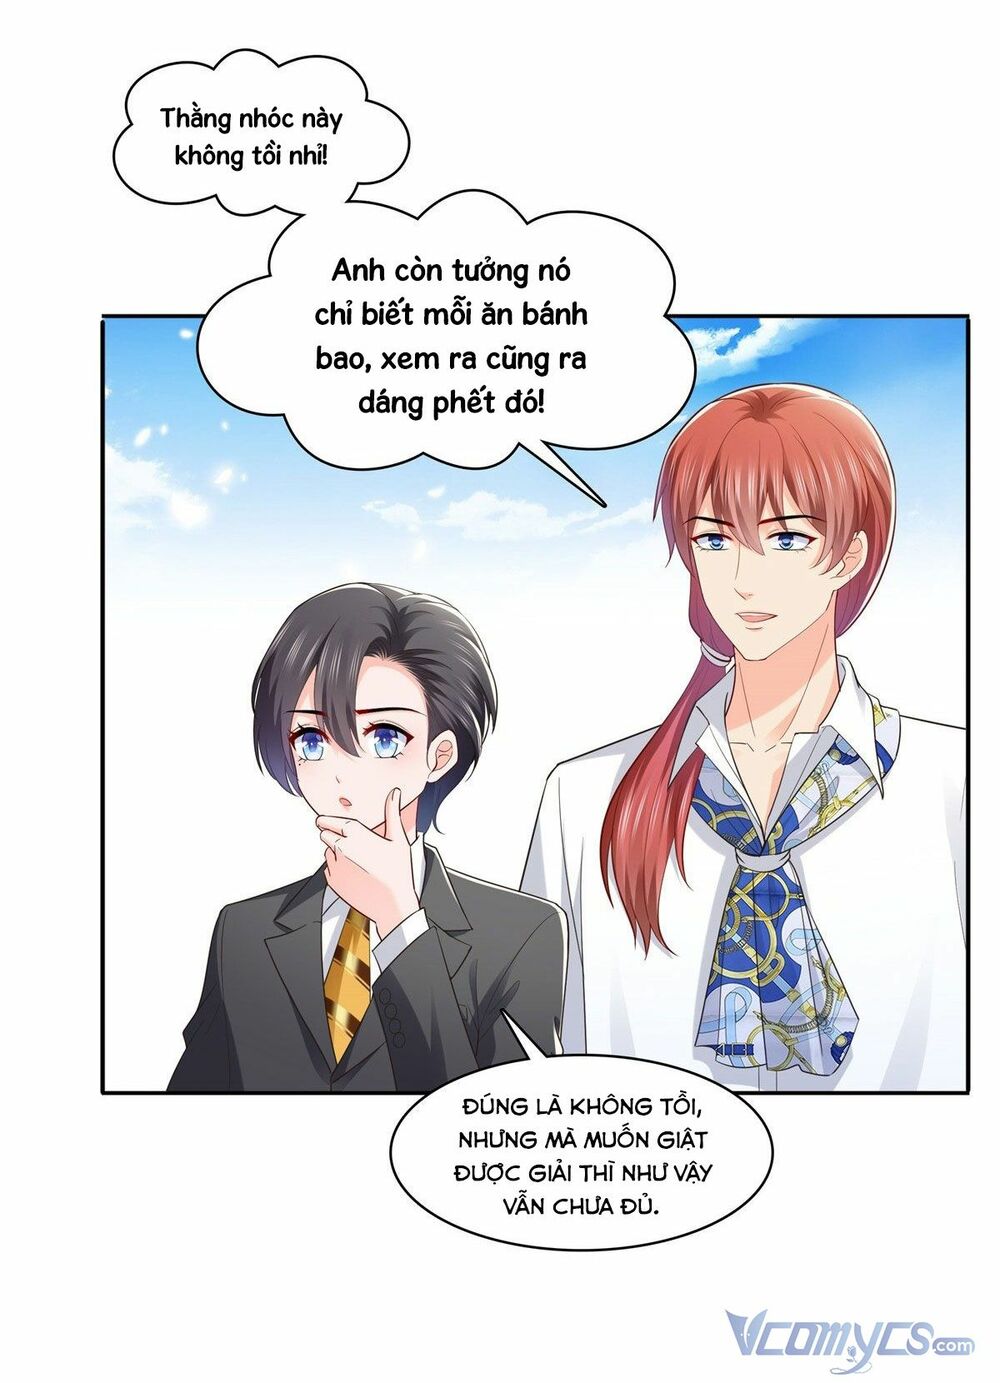 Thằng nhóc này
không tồi nhỉ!
Anh còn tưởng nó
chỉ biết mỗi ăn bánh
bao, xem ra cũng ra
dáng phết đó!
ĐÚNG LÀ KHÔNG TỒI,
NHƯNG MÀ MUỐN GIẬT
ĐƯỢC GIẢI THÌ NHƯ VẬY
VẪN CHƯA ĐỦ.
Vcomycs.com